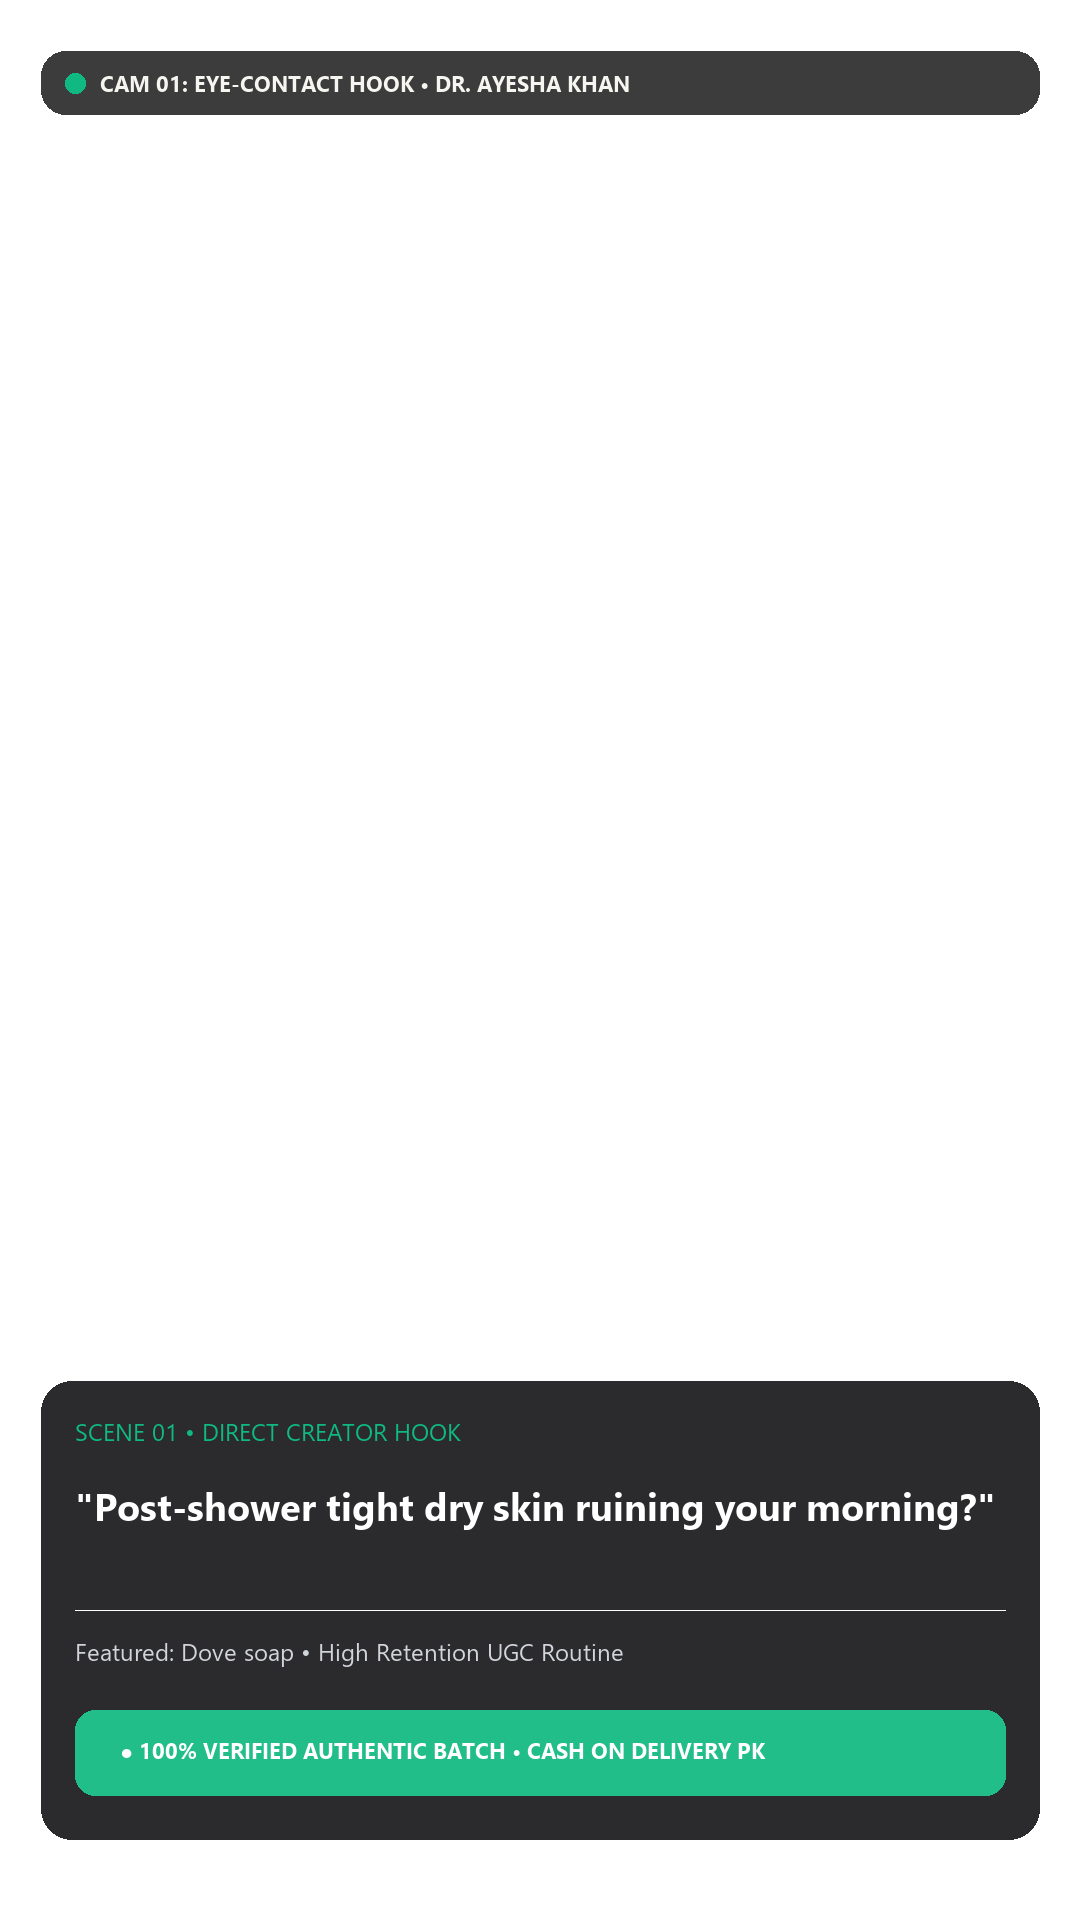 CAM 01: EYE-CONTACT HOOK • DR. AYESHA KHAN
SCENE 01 • DIRECT CREATOR HOOK
"Post-shower tight dry skin ruining your morning?"
Featured: Dove soap • High Retention UGC Routine
• 100% VERIFIED AUTHENTIC BATCH • CASH ON DELIVERY PK